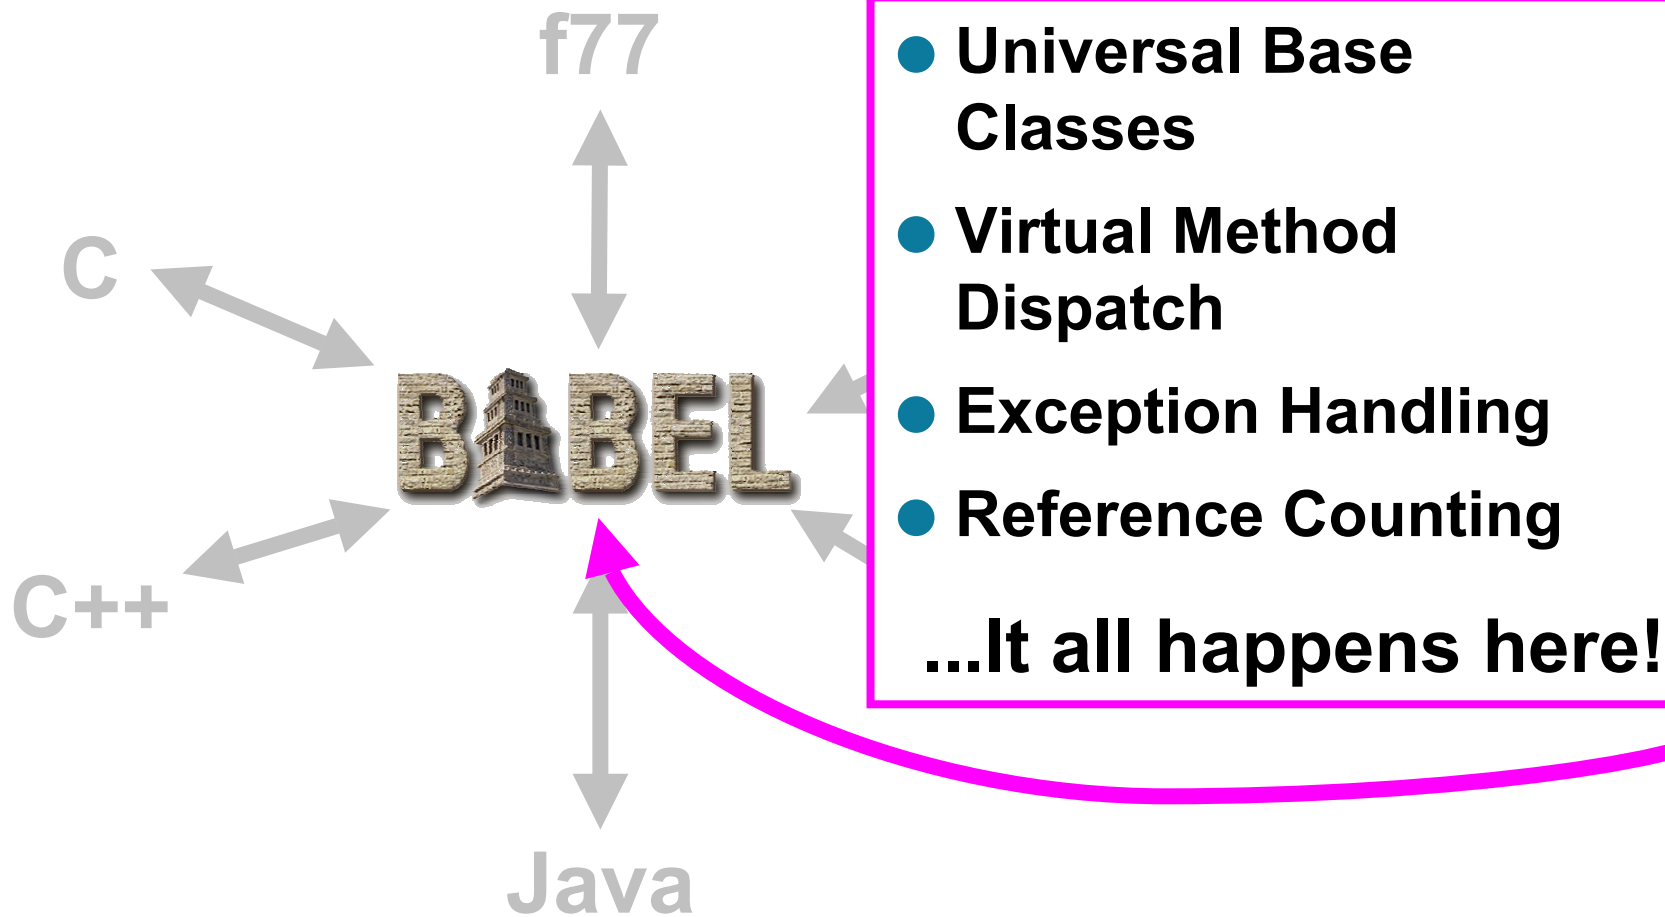 f77
C
BABEL
C++
Java
Universal Base
Classes
Virtual Method
Dispatch
Exception Handling
Reference Counting
...It all happens here!